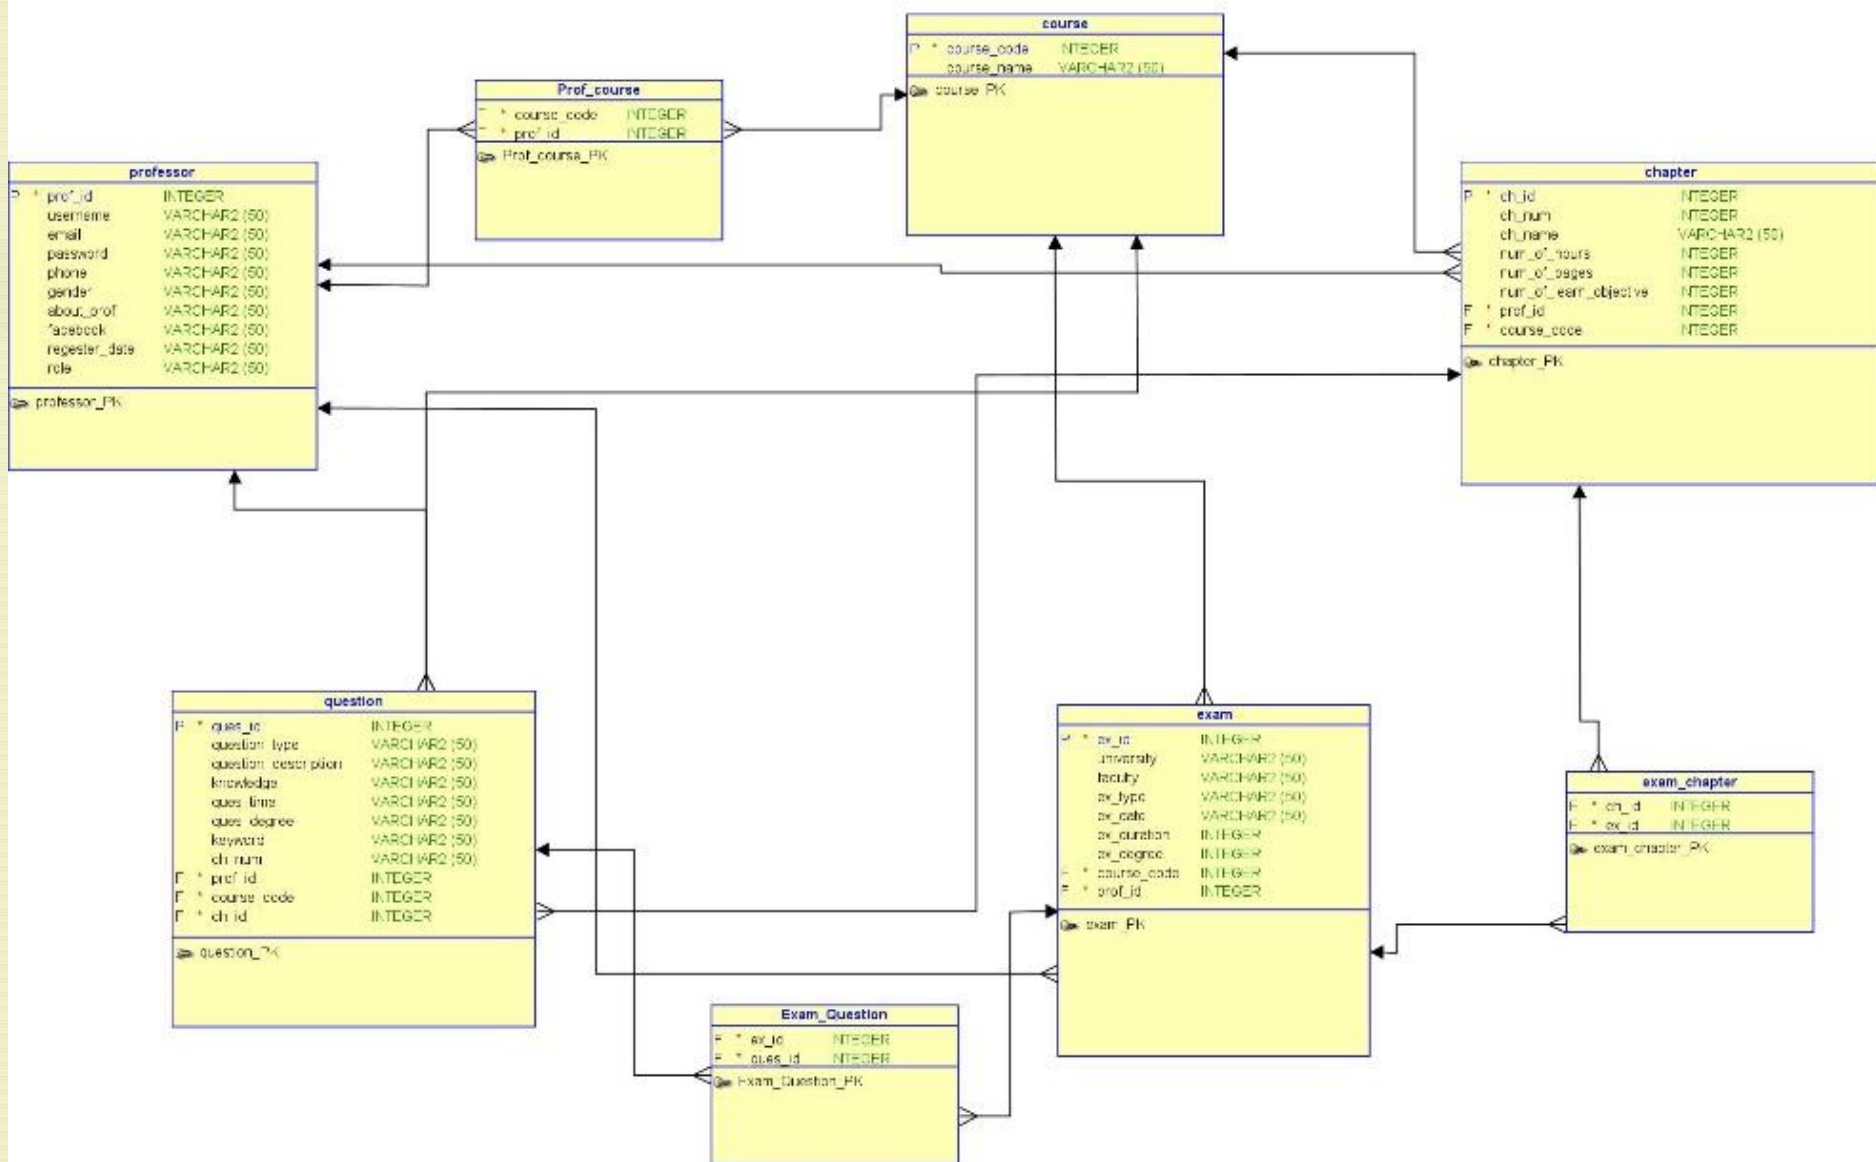 course
P * course_code INTEGER
course_name VARCHAR2 (50)
course_PK
Prof_course
F * course_code INTEGER
F * prof_id INTEGER
Prof_course_PK
professor
P * prof_id INTEGER
username VARCHAR2 (50)
email VARCHAR2 (50)
password VARCHAR2 (50)
phone VARCHAR2 (50)
gender VARCHAR2 (50)
about_prof VARCHAR2 (50)
facebook VARCHAR2 (50)
regester_date VARCHAR2 (50)
role VARCHAR2 (50)
professor_PK
chapter
P * ch_id INTEGER
ch_num INTEGER
ch_name VARCHAR2 (50)
num_of_hours INTEGER
num_of_pages INTEGER
num_of_learn_objective INTEGER
F * prof_id INTEGER
F * course_code INTEGER
chapter_PK
question
P * ques_id INTEGER
question_type VARCHAR2 (50)
question_description VARCHAR2 (50)
knowledge VARCHAR2 (50)
ques_time VARCHAR2 (50)
ques_degree VARCHAR2 (50)
keyword VARCHAR2 (50)
ch_num VARCHAR2 (50)
F * prof_id INTEGER
F * course_code INTEGER
F * ch_id INTEGER
question_PK
exam
P * ex_id INTEGER
university VARCHAR2 (50)
faculty VARCHAR2 (50)
ex_type VARCHAR2 (50)
ex_date VARCHAR2 (50)
ex_duration INTEGER
ex_degree INTEGER
F * course_code INTEGER
F * prof_id INTEGER
exam_PK
exam_chapter
F * ch_id INTEGER
F * ex_id INTEGER
exam_chapter_PK
Exam_Question
F * ex_id INTEGER
F * ques_id INTEGER
Exam_Question_PK